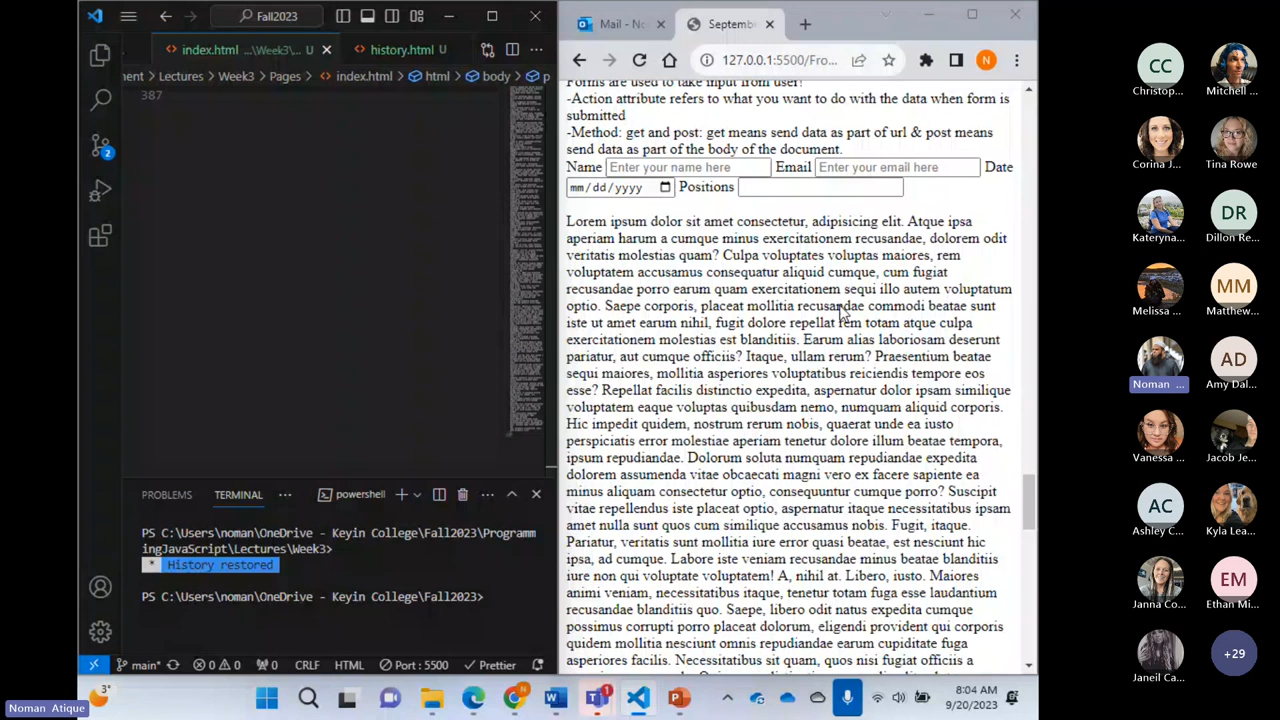 Fall2023
index.html ...\Week3\... U
history.html U
ment > Lectures > Week3 > Pages > index.html > html > body > p
387
PROBLEMS TERMINAL powershell
PS C:\Users\noman\OneDrive - Keyin College\Fall2023\Programm
ingJavaScript\Lectures\Week3>
* History restored
PS C:\Users\noman\OneDrive - Keyin College\Fall2023>
main* 0 0 0 CRLF HTML Port : 5500 Prettier
2
Mail - No
Septemb
127.0.0.1:5500/Fro...
N
Forms are used to take input from user!
-Action attribute refers to what you want to do with the data when form is
submitted
-Method: get and post: get means send data as part of url & post means
send data as part of the body of the document.
Name Enter your name here Email Enter your email here Date
mm/dd/yyyy Positions
Lorem ipsum dolor sit amet consectetur, adipisicing elit. Atque ipsa
aperiam harum a cumque minus exercitationem recusandae, dolorem odit
veritatis molestias quam? Culpa voluptates voluptas maiores, rem
voluptatem accusamus consequatur aliquid cumque, cum fugiat
recusandae porro earum quam exercitationem sequi illo autem voluptatum
optio. Saepe corporis, placeat mollitia recusandae commodi beatae sunt
iste ut amet earum nihil, fugit dolore repellat rem totam atque culpa
exercitationem molestias est blanditiis. Earum alias laboriosam deserunt
pariatur, aut cumque officiis? Itaque, ullam rerum? Praesentium beatae
sequi maiores, mollitia asperiores voluptatibus reiciendis tempore eos
esse? Repellat facilis distinctio expedita, aspernatur dolor ipsam similique
voluptatem eaque voluptas quibusdam nemo, numquam aliquid corporis.
Hic impedit quidem, nostrum rerum nobis, quaerat unde ea iusto
perspiciatis error molestiae aperiam tenetur dolore illum beatae tempora,
ipsum repudiandae. Dolorum soluta numquam repudiandae expedita
dolorem assumenda vitae obcaecati magni vero ex facere sapiente ea
minus aliquam consectetur optio, consequuntur cumque porro? Suscipit
vitae repellendus iste placeat optio, aspernatur itaque necessitatibus ipsam
amet nulla sunt quos cum similique accusamus nobis. Fugit, itaque.
Pariatur, veritatis sunt mollitia iure error quasi beatae, est nesciunt hic
ipsa, ad cumque. Labore iste veniam recusandae minus beatae blanditiis
iure non qui voluptate voluptatem! A, nihil at. Libero, iusto. Maiores
animi veniam, necessitatibus itaque, tenetur totam fuga esse laudantium
recusandae blanditiis quo. Saepe, libero odit natus expedita cumque
possimus corrupti porro placeat dolorum, eligendi provident qui corporis
quidem mollitia nesciunt omnis repudiandae earum cupiditate fuga
asperiores facilis. Necessitatibus sit quam, quos nisi fugiat officiis a
3°
1
8:04 AM
9/20/2023
Noman Atique
CC
Christop...
Mitchell ...
Corina J...
Tina Rowe
Kateryna...
DR
Dillon Re...
Melissa ...
MM
Matthew...
Noman ...
AD
Amy Dal...
Vanessa ...
Jacob Je...
AC
Ashley C...
Kyla Lea...
Janna Co...
EM
Ethan Mi...
Janeil Ca...
+29